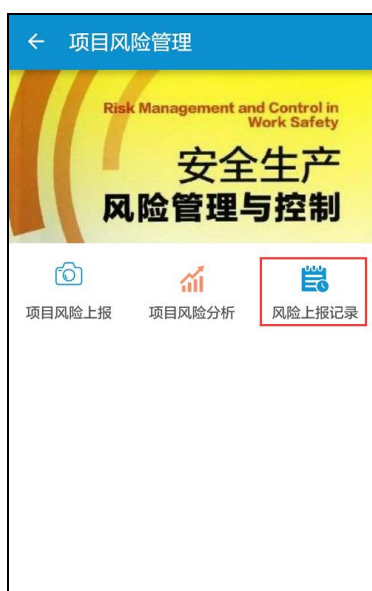 项目风险管理
Risk Management and Control in
Work Safety
安全生产
风险管理与控制
项目风险上报
项目风险分析
风险上报记录